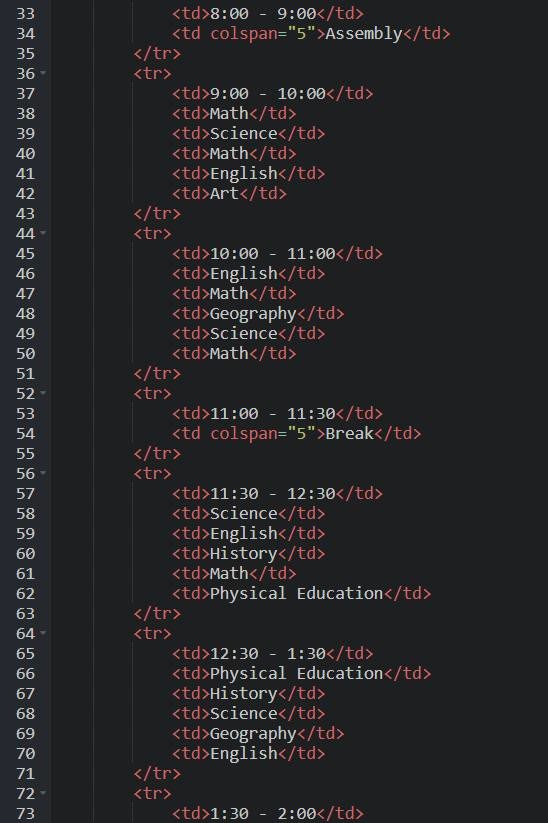 33 <td>8:00 - 9:00</td>
34 <td colspan="5">Assembly</td>
35 </tr>
36 <tr>
37 <td>9:00 - 10:00</td>
38 <td>Math</td>
39 <td>Science</td>
40 <td>Math</td>
41 <td>English</td>
42 <td>Art</td>
43 </tr>
44 <tr>
45 <td>10:00 - 11:00</td>
46 <td>English</td>
47 <td>Math</td>
48 <td>Geography</td>
49 <td>Science</td>
50 <td>Math</td>
51 </tr>
52 <tr>
53 <td>11:00 - 11:30</td>
54 <td colspan="5">Break</td>
55 </tr>
56 <tr>
57 <td>11:30 - 12:30</td>
58 <td>Science</td>
59 <td>English</td>
60 <td>History</td>
61 <td>Math</td>
62 <td>Physical Education</td>
63 </tr>
64 <tr>
65 <td>12:30 - 1:30</td>
66 <td>Physical Education</td>
67 <td>History</td>
68 <td>Science</td>
69 <td>Geography</td>
70 <td>English</td>
71 </tr>
72 <tr>
73 <td>1:30 - 2:00</td>